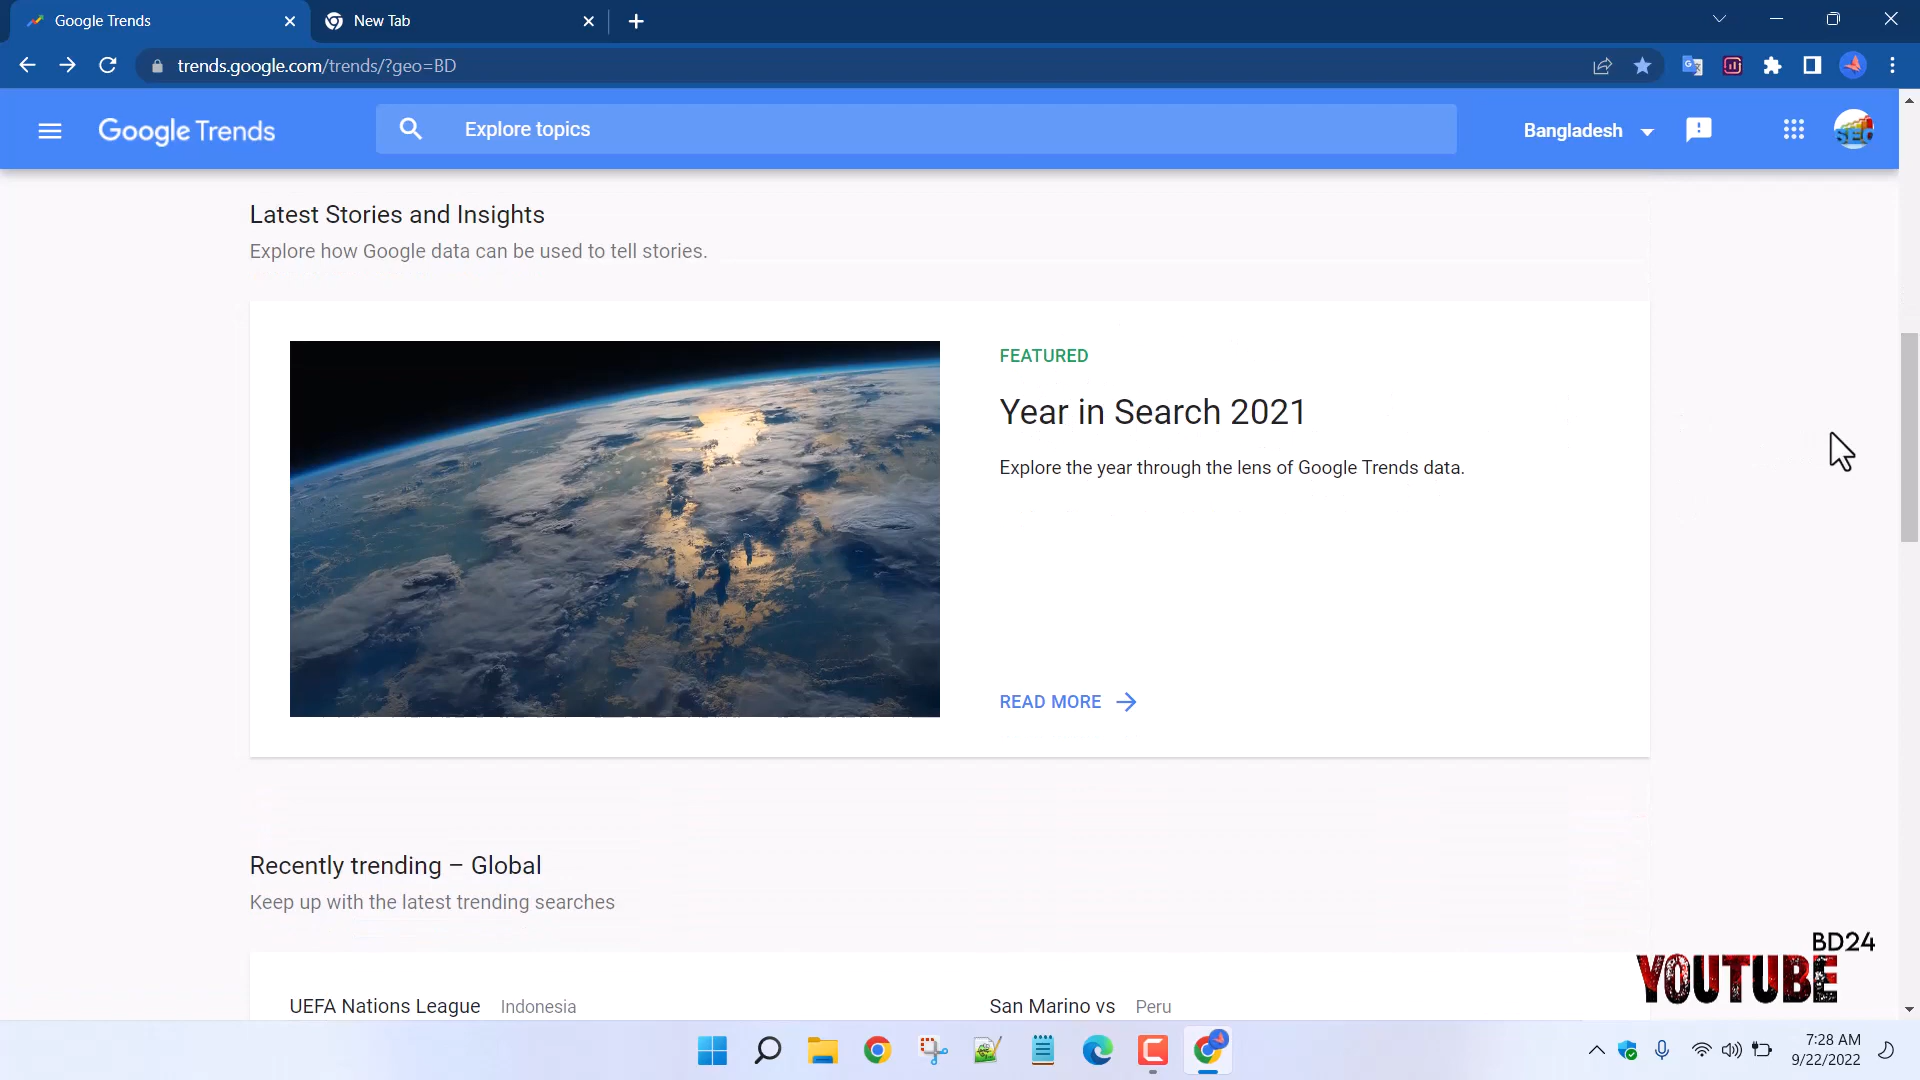 Google Trends
New Tab
trends.google.com/trends/?geo=BD
Google Trends
Explore topics
Bangladesh
SEO
Latest Stories and Insights
Explore how Google data can be used to tell stories.
FEATURED
Year in Search 2021
Explore the year through the lens of Google Trends data.
READ MORE
Recently trending – Global
Keep up with the latest trending searches
UEFA Nations League Indonesia
San Marino vs Peru
BD24
YOUTUBE
7:28 AM
9/22/2022